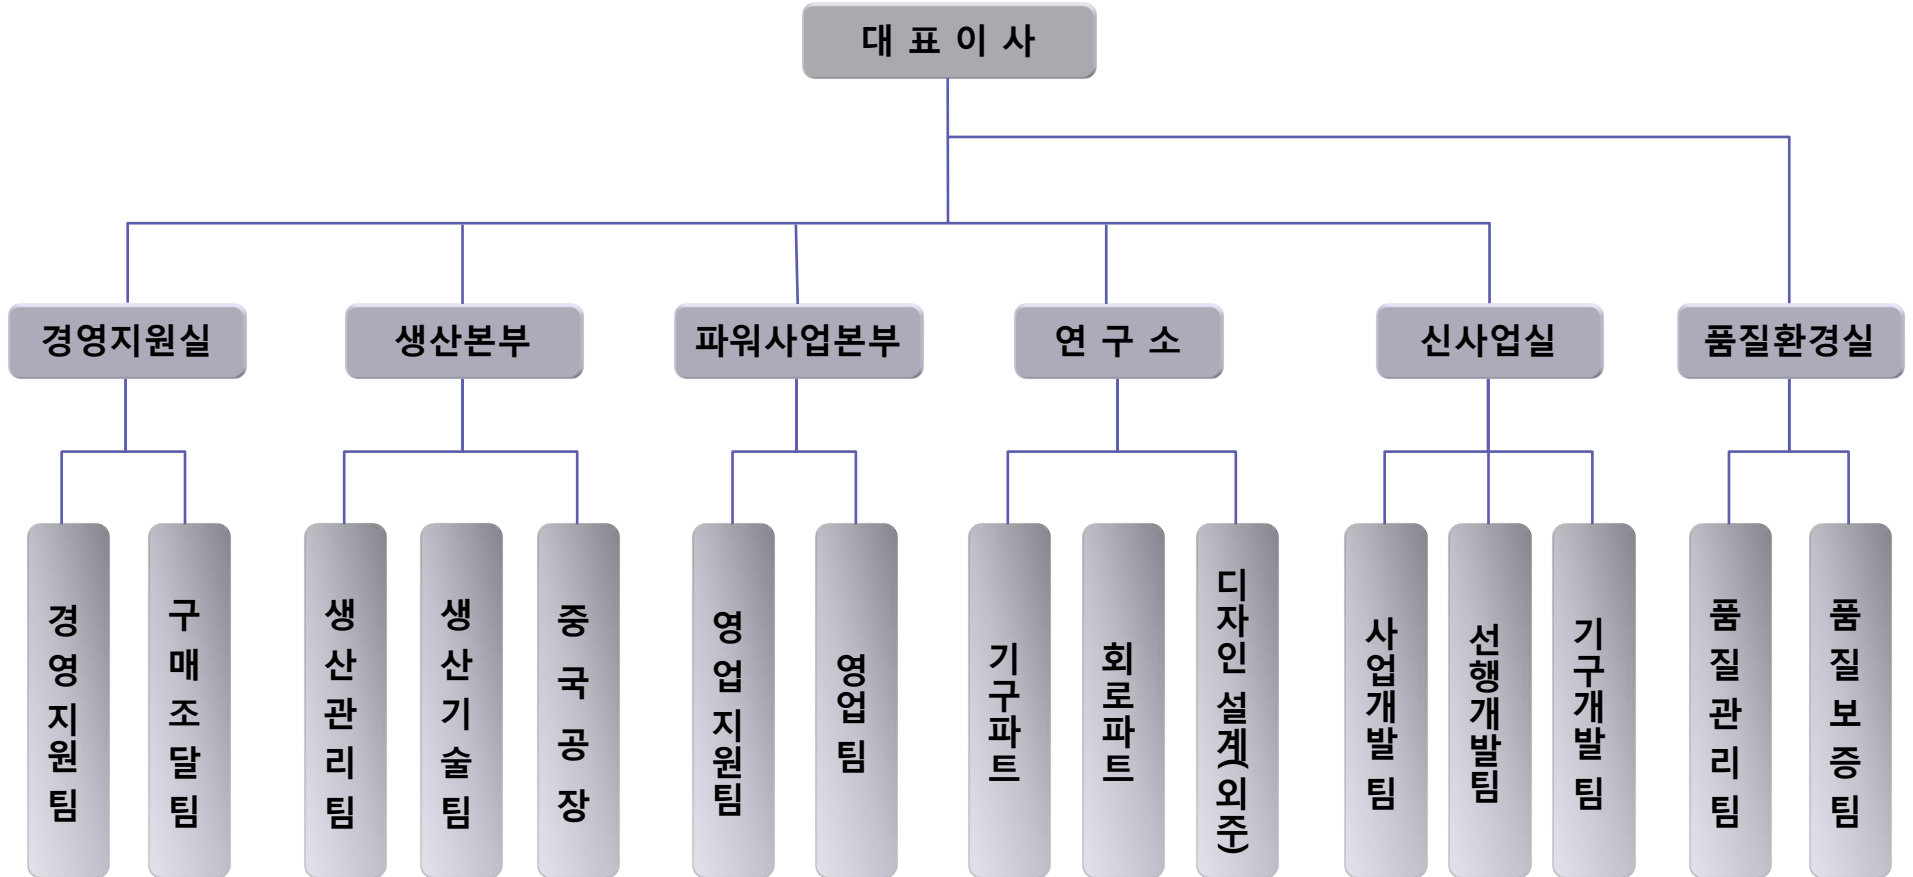 대 표 이 사
경영지원실
생산본부
파워사업본부
연 구 소
신사업실
품질환경실
경영지원팀
구매조달팀
생산관리팀
생산기술팀
중국공장
영업지원팀
영업팀
기구파트
회로파트
디자인 설계(외주)
사업개발팀
선행개발팀
기구개발팀
품질관리팀
품질보증팀